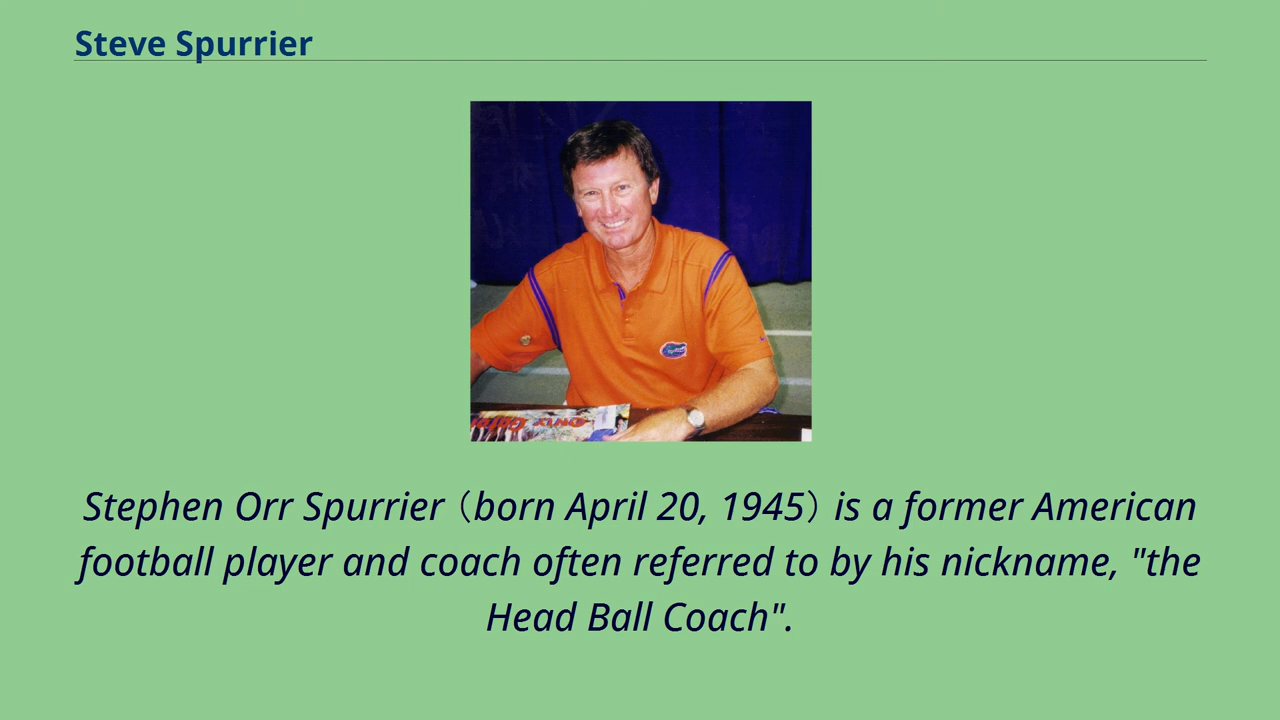 Steve Spurrier
Stephen Orr Spurrier（born April 20, 1945）is a former American
football player and coach often referred to by his nickname, "the
Head Ball Coach".